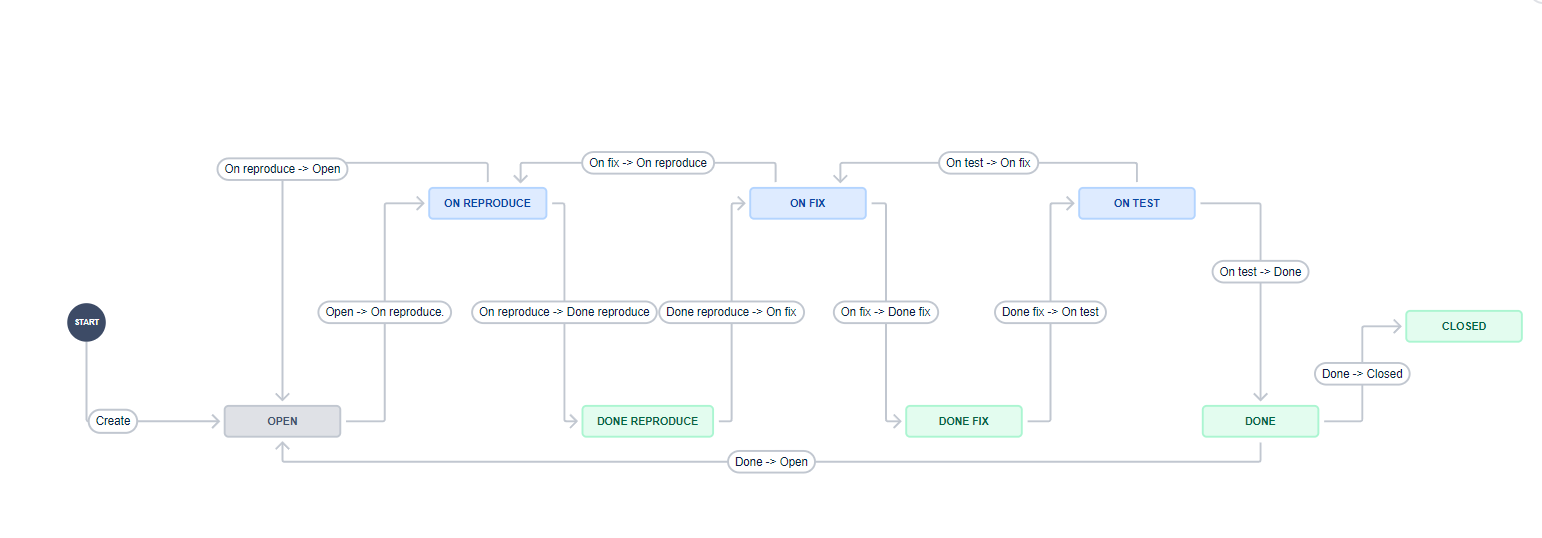 On reproduce -> Open
On fix -> On reproduce
On test -> On fix
ON REPRODUCE
ON FIX
ON TEST
On test -> Done
START
Open -> On reproduce.
On reproduce -> Done reproduce
Done reproduce -> On fix
On fix -> Done fix
Done fix -> On test
CLOSED
Done -> Closed
Create
OPEN
DONE REPRODUCE
DONE FIX
DONE
Done -> Open